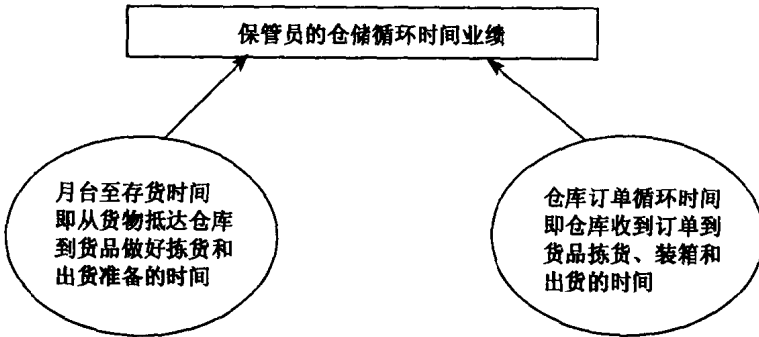 保管员的仓储循环时间业绩
月台至存货时间
即从货物抵达仓库
到货品做好拣货和
出货准备的时间
仓库订单循环时间
即仓库收到订单到
货品拣货、装箱和
出货的时间